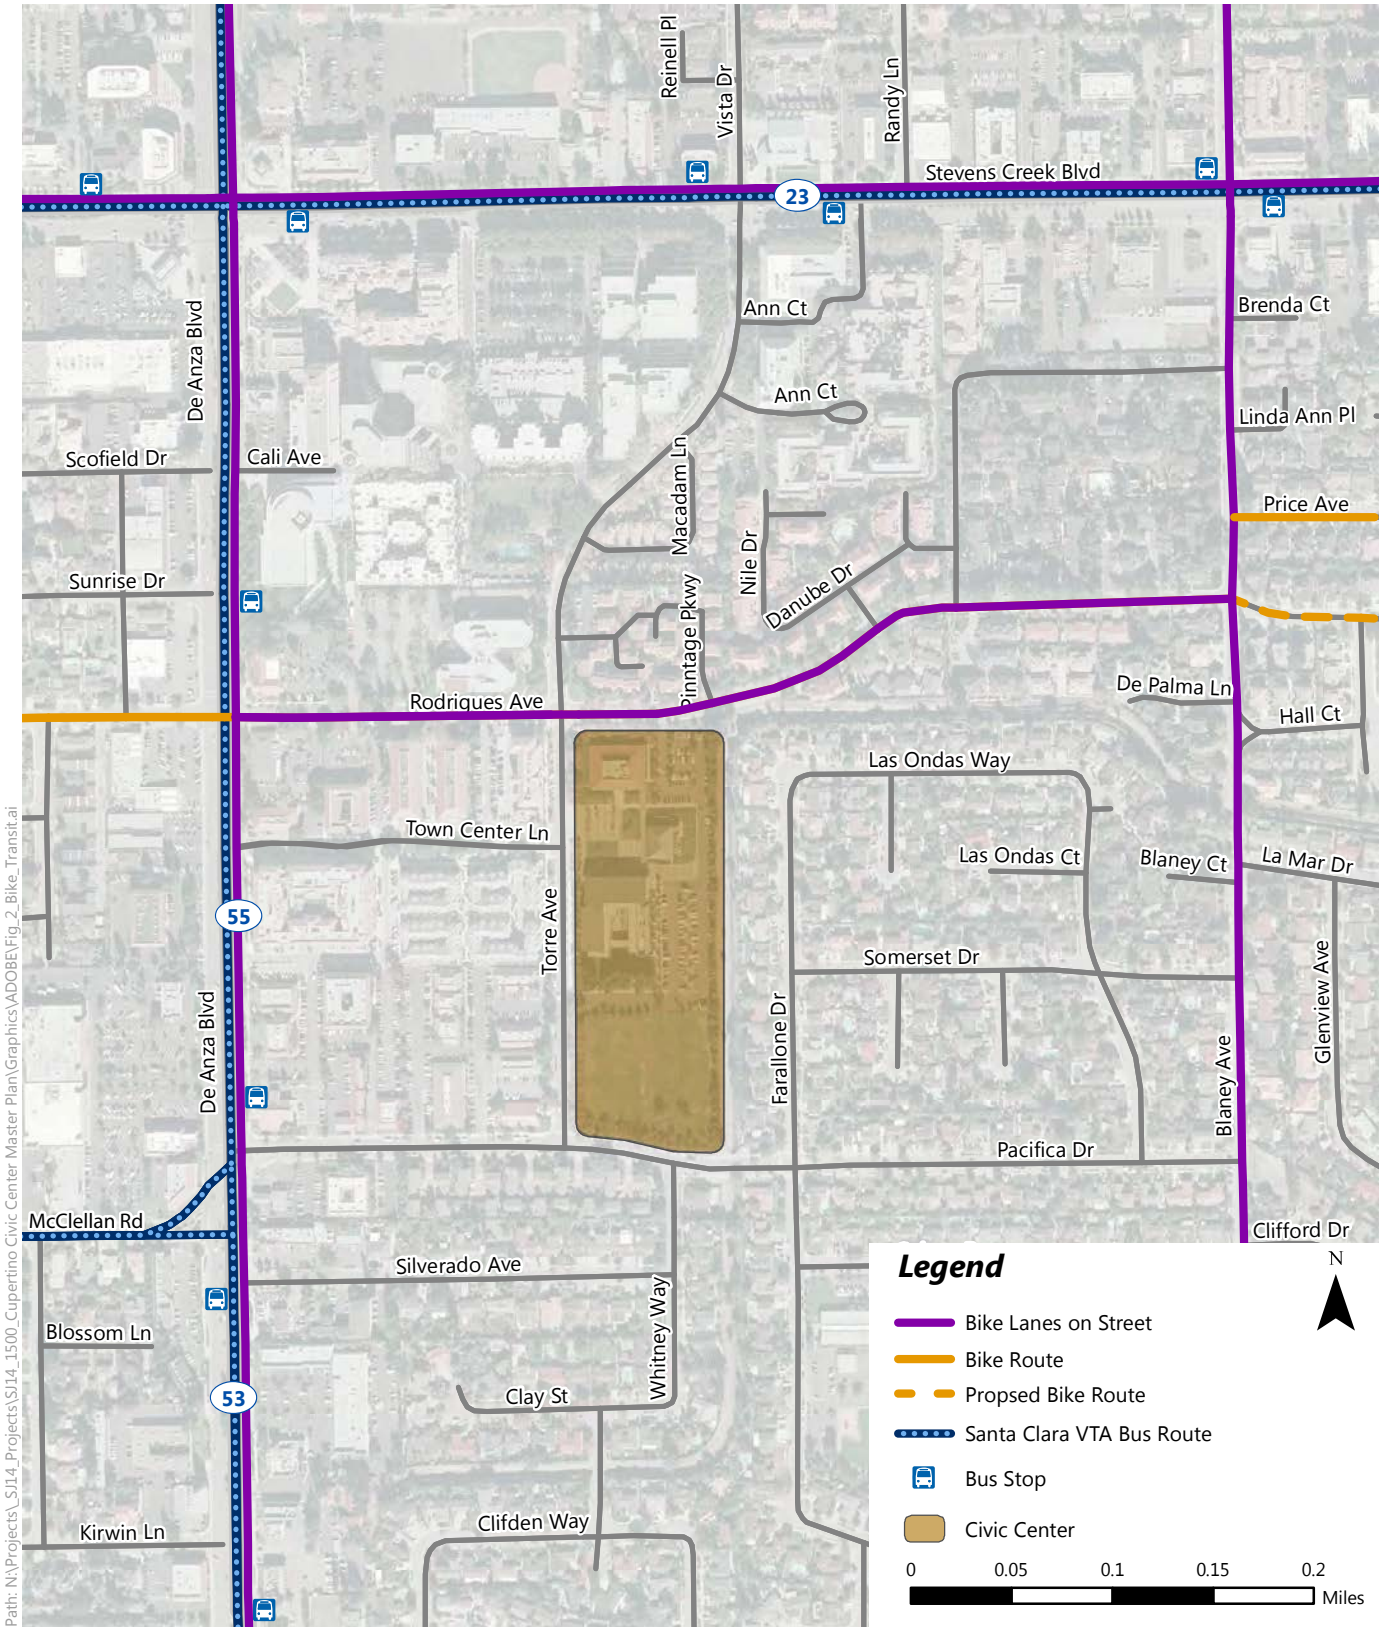 Reinell Pl
Vista Dr
Randy Ln
Stevens Creek Blvd
23
De Anza Blvd
Ann Ct
Brenda Ct
Ann Ct
Linda Ann Pl
Scofield Dr
Cali Ave
Macadam Ln
Price Ave
Nile Dr
Sunrise Dr
Danube Dr
Pinntage Pkwy
De Palma Ln
Rodrigues Ave
Hall Ct
Las Ondas Way
Town Center Ln
Las Ondas Ct
Blaney Ct
La Mar Dr
55
Torre Ave
Somerset Dr
Glenview Ave
De Anza Blvd
Farallone Dr
Blaney Ave
Pacifica Dr
McClellan Rd
Clifford Dr
Silverado Ave
Whitney Way
Blossom Ln
53
Clay St
Clifden Way
Kirwin Ln
Legend
N
Bike Lanes on Street
Bike Route
Propsed Bike Route
Santa Clara VTA Bus Route
Bus Stop
Civic Center
0 0.05 0.1 0.15 0.2
Miles
Path: N:\Projects\_SJ14_Projects\SJ14_1500_Cupertino Civic Center Master Plan\Graphics\ADOBE\Fig_2_Bike_Transit.ai